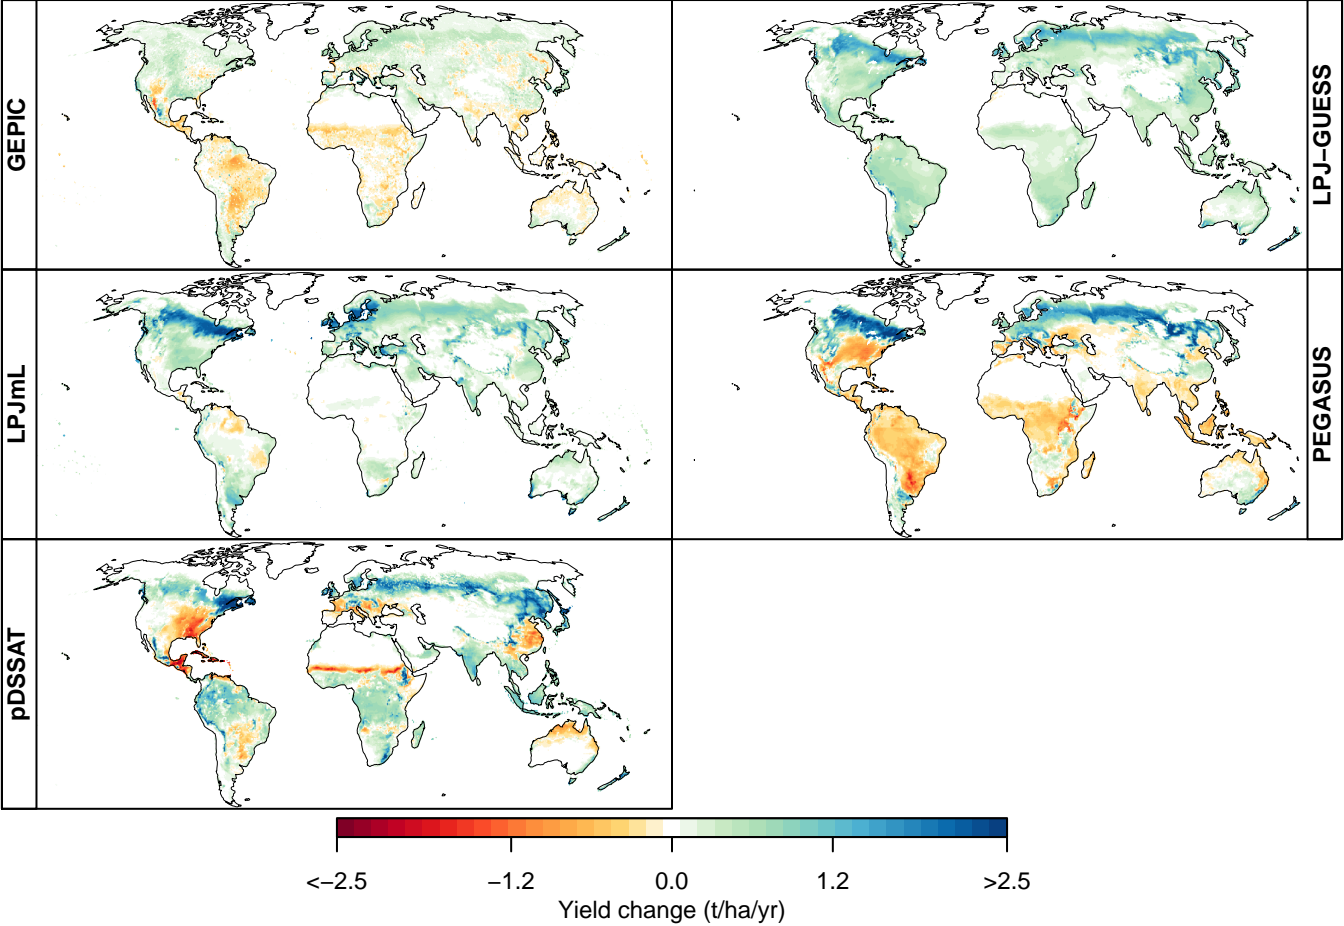 GEPIC
LPJ−GUESS
LPJmL
PEGASUS
pDSSAT
<−2.5
−1.2
0.0
1.2
>2.5
Yield change (t/ha/yr)